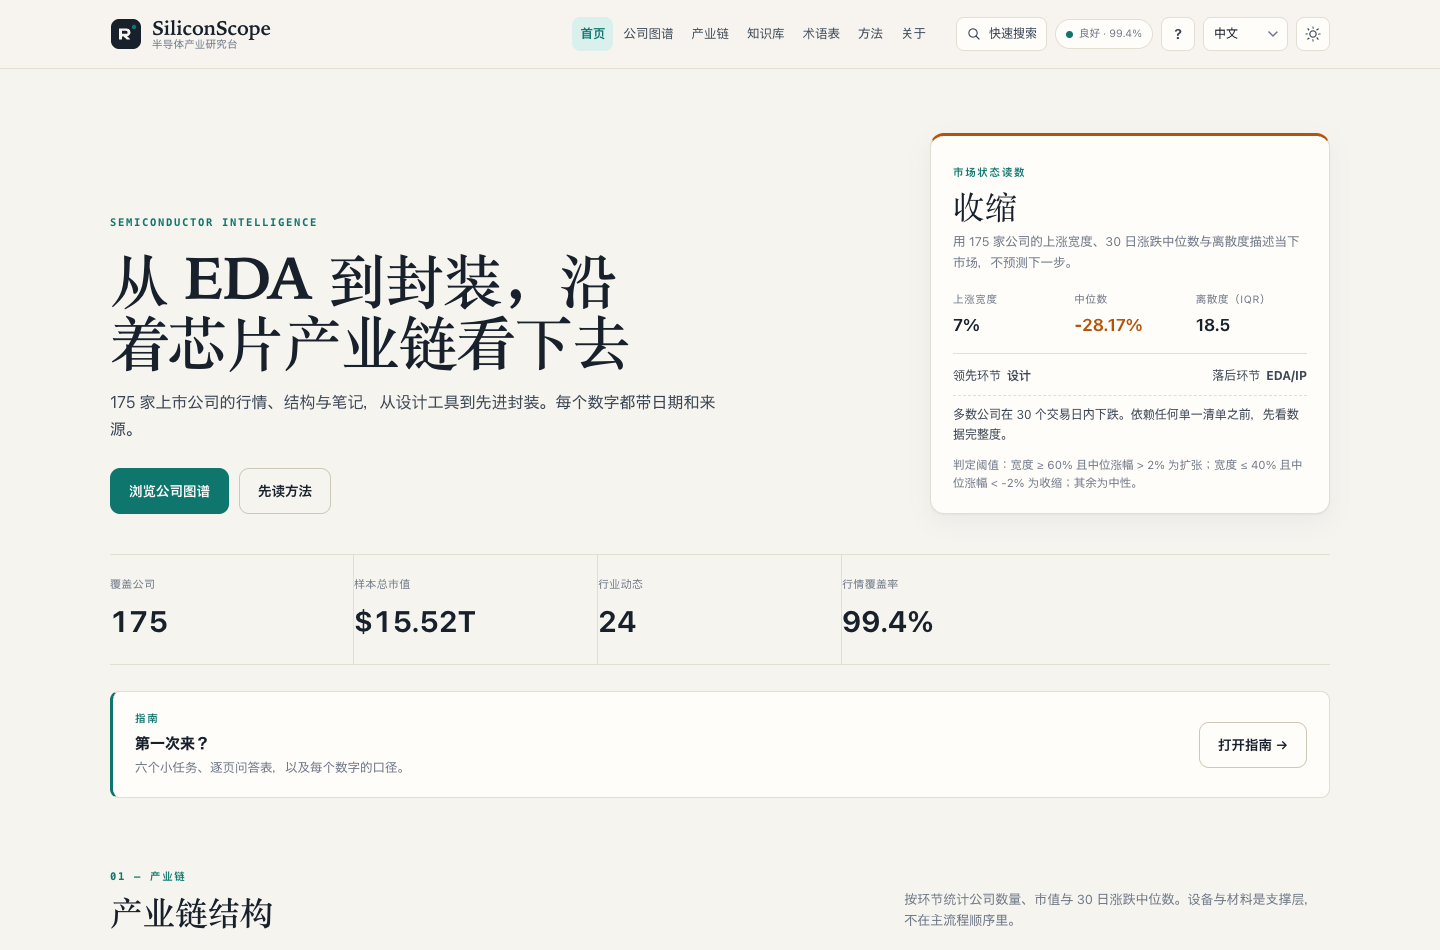 SiliconScope
半导体产业研究台
首页 公司图谱 产业链 知识库 术语表 方法 关于
快速搜索
良好 · 99.4%
?
中文
SEMICONDUCTOR INTELLIGENCE
从 EDA 到封装，沿
着芯片产业链看下去
175 家上市公司的行情、结构与笔记，从设计工具到先进封装。每个数字都带日期和来
源。
浏览公司图谱
先读方法
市场状态读数
收缩
用 175 家公司的上涨宽度、30 日涨跌中位数与离散度描述当下
市场，不预测下一步。
上涨宽度 中位数 离散度（IQR）
7% -28.17% 18.5
领先环节 设计 落后环节 EDA/IP
多数公司在 30 个交易日内下跌。依赖任何单一清单之前，先看数
据完整度。
判定阈值：宽度 ≥ 60% 且中位涨幅 > 2% 为扩张；宽度 ≤ 40% 且中
位涨幅 < -2% 为收缩；其余为中性。
覆盖公司 样本总市值 行业动态 行情覆盖率
175 $15.52T 24 99.4%
指南
第一次来？
六个小任务、逐页问答表，以及每个数字的口径。
打开指南 →
01 — 产业链
产业链结构
按环节统计公司数量、市值与 30 日涨跌中位数。设备与材料是支撑层，
不在主流程顺序里。